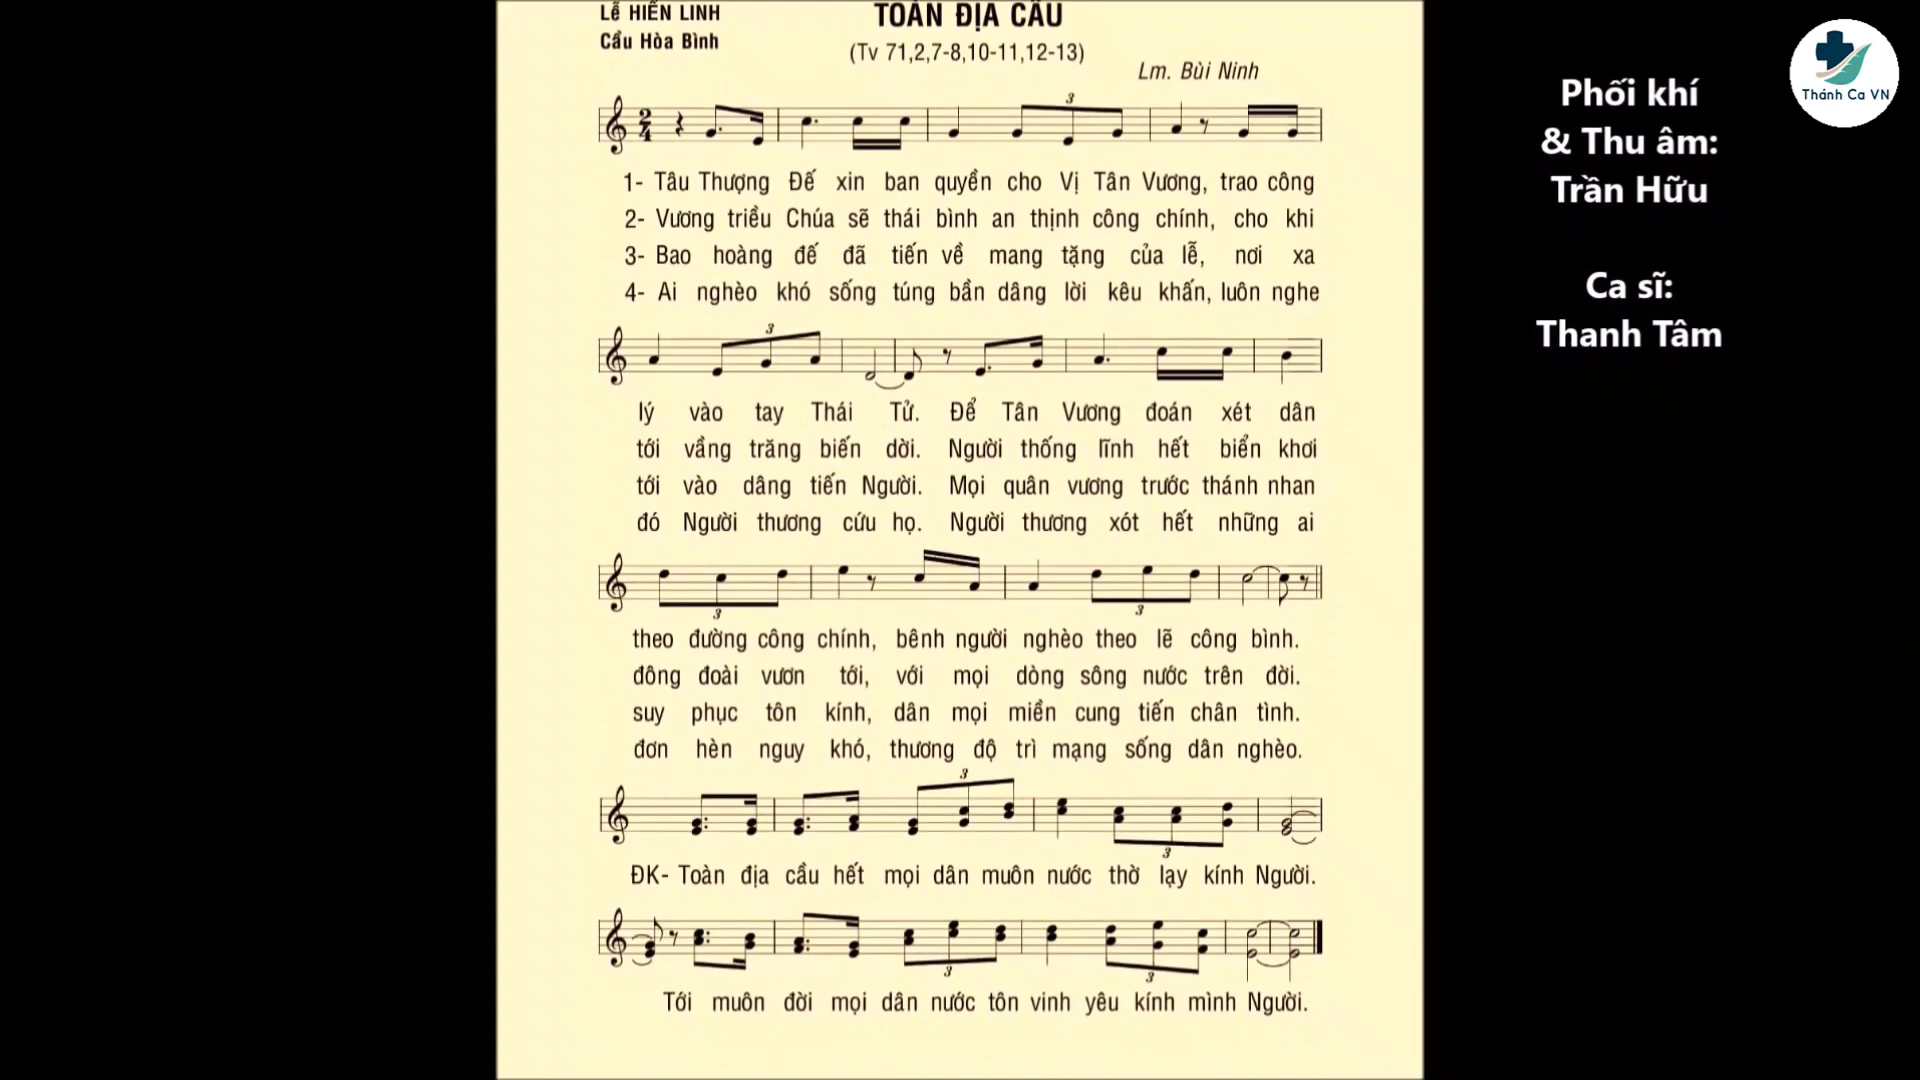 Lễ HIỂN LINH
Cầu Hòa Bình
TOÀN ĐỊA CẦU
(Tv 71,2,7-8,10-11,12-13)
Lm. Bùi Ninh
1- Tâu Thượng Đế xin ban quyền cho Vị Tân Vương, trao công
2- Vương triều Chúa sẽ thái bình an thịnh công chính, cho khi
3- Bao hoàng đế đã tiến về mang tặng của lễ, nơi xa
4- Ai nghèo khó sống túng bần dâng lời kêu khấn, luôn nghe
lý vào tay Thái Tử. Để Tân Vương đoán xét dân
tới vầng trăng biến dời. Người thống lĩnh hết biển khơi
tới vào dâng tiến Người. Mọi quân vương trước thánh nhan
đó Người thương cứu họ. Người thương xót hết những ai
theo đường công chính, bênh người nghèo theo lẽ công bình.
đông đoài vươn tới, với mọi dòng sông nước trên đời.
suy phục tôn kính, dân mọi miền cung tiến chân tình.
đơn hèn nguy khó, thương độ trì mạng sống dân nghèo.
ĐK- Toàn địa cầu hết mọi dân muôn nước thờ lạy kính Người.
Tới muôn đời mọi dân nước tôn vinh yêu kính mình Người.
Phối khí
& Thu âm:
Trần Hữu
Ca sĩ:
Thanh Tâm
Thánh Ca VN